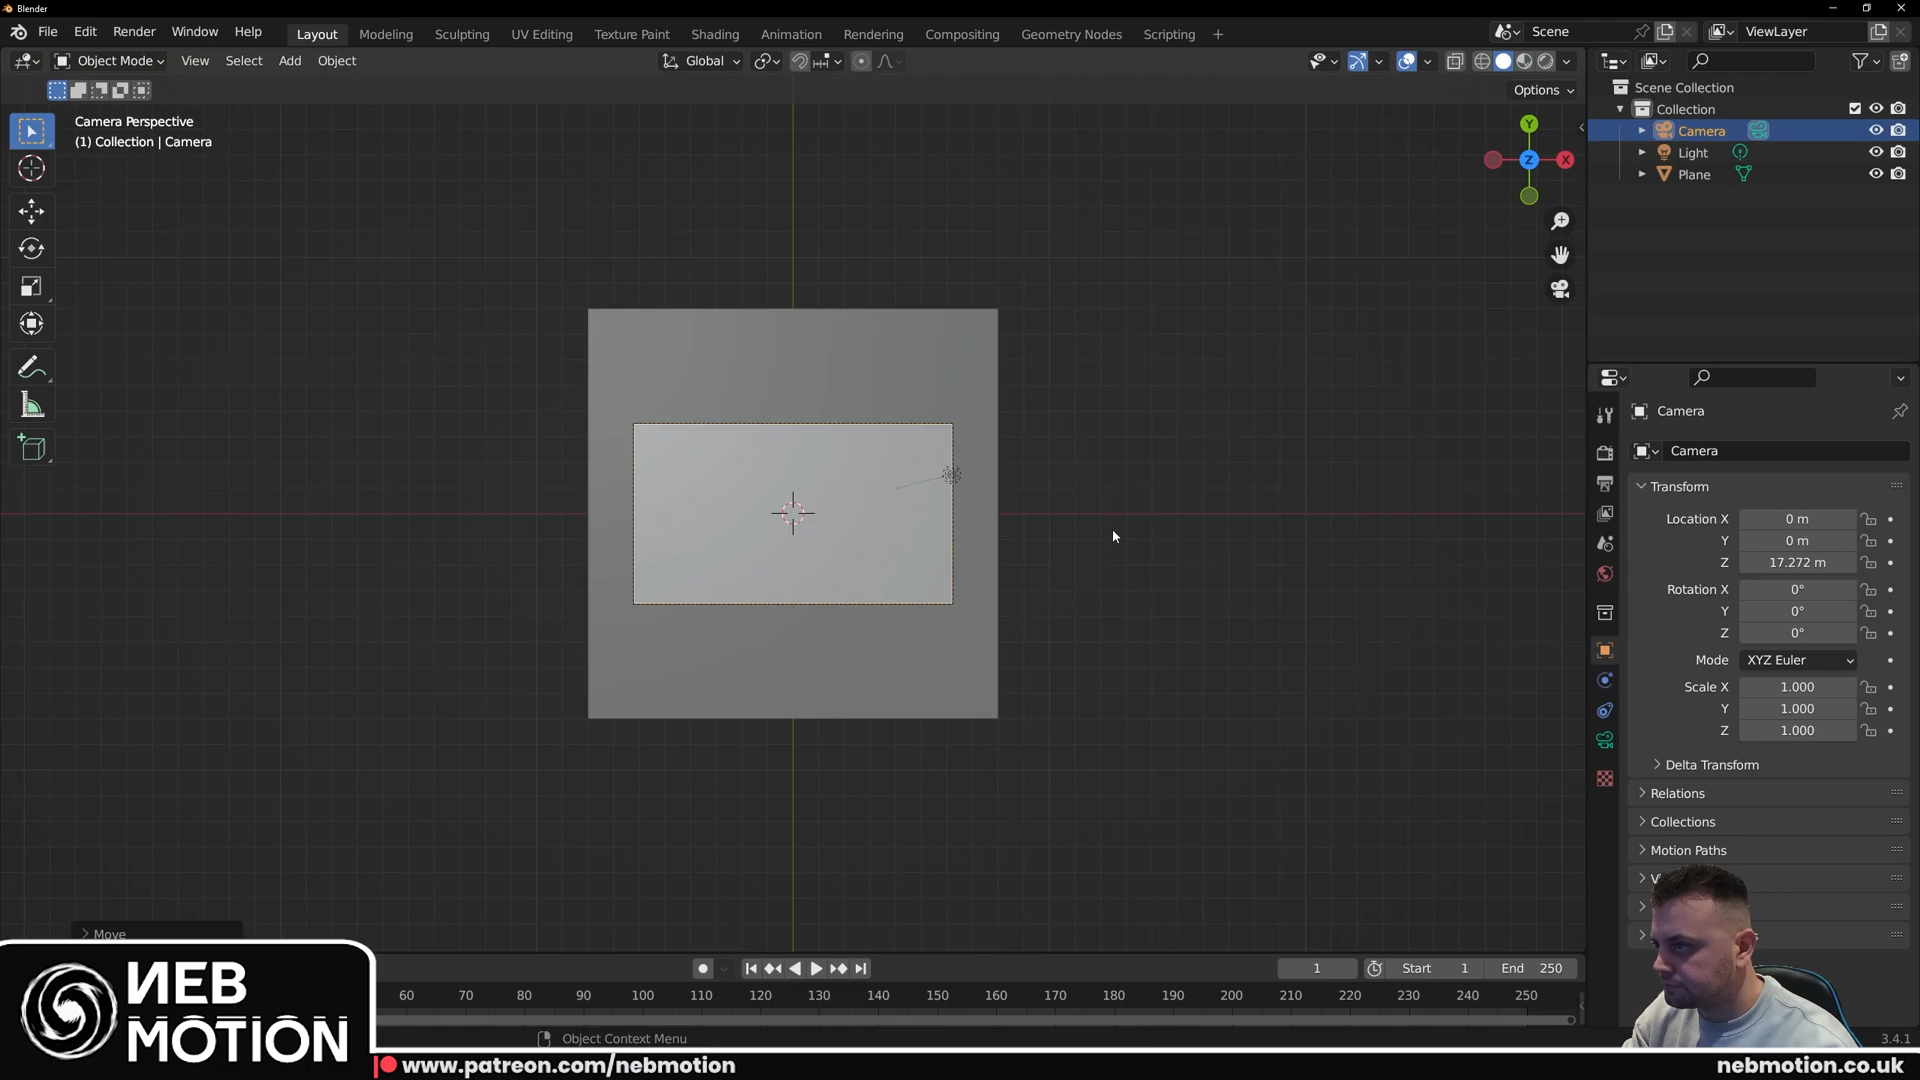 Blender
File Edit Render Window Help Layout Modeling Sculpting UV Editing Texture Paint Shading Animation Rendering Compositing Geometry Nodes Scripting + Scene ViewLayer
Object Mode View Select Add Object Global
Options
Camera Perspective
(1) Collection | Camera
Y
Z
X
Scene Collection
Collection
Camera
Light
Plane
Camera
Camera
Transform
Location X 0 m
Y 0 m
Z 17.272 m
Rotation X 0°
Y 0°
Z 0°
Mode XYZ Euler
Scale X 1.000
Y 1.000
Z 1.000
Delta Transform
Relations
Collections
Motion Paths
Move
1 Start 1 End 250
60 70 80 90 100 110 120 130 140 150 160 170 180 190 200 210 220 230 240 250
Object Context Menu
3.4.1
NEB
MOTION
www.patreon.com/nebmotion
nebmotion.co.uk